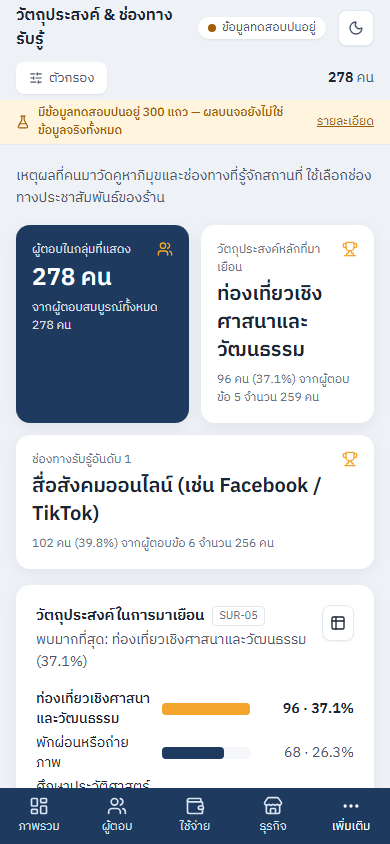 วัตถุประสงค์ & ช่องทาง
รับรู้
ข้อมูลทดสอบปนอยู่
ตัวกรอง
278 คน
มีข้อมูลทดสอบปนอยู่ 300 แถว — ผลบนจอยังไม่ใช่
ข้อมูลจริงทั้งหมด
รายละเอียด
เหตุผลที่คนมาวัดคูหาภิมุขและช่องทางที่รู้จักสถานที่ ใช้เลือกช่อง
ทางประชาสัมพันธ์ของร้าน
ผู้ตอบในกลุ่มที่แสดง
278 คน
จากผู้ตอบสมบูรณ์ทั้งหมด
278 คน
วัตถุประสงค์หลักที่มา
เยือน
ท่องเที่ยวเชิง
ศาสนาและ
วัฒนธรรม
96 คน (37.1%) จากผู้ตอบ
ข้อ 5 จำนวน 259 คน
ช่องทางรับรู้อันดับ 1
สื่อสังคมออนไลน์ (เช่น Facebook /
TikTok)
102 คน (39.8%) จากผู้ตอบข้อ 6 จำนวน 256 คน
วัตถุประสงค์ในการมาเยือน SUR-05
พบมากที่สุด: ท่องเที่ยวเชิงศาสนาและวัฒนธรรม
(37.1%)
ท่องเที่ยวเชิงศาสนา
และวัฒนธรรม
96 · 37.1%
พักผ่อนหรือถ่าย
ภาพ
68 · 26.3%
ศึกษาประวัติศาสตร์
ภาพรวม
ผู้ตอบ
ใช้จ่าย
ธุรกิจ
เพิ่มเติม